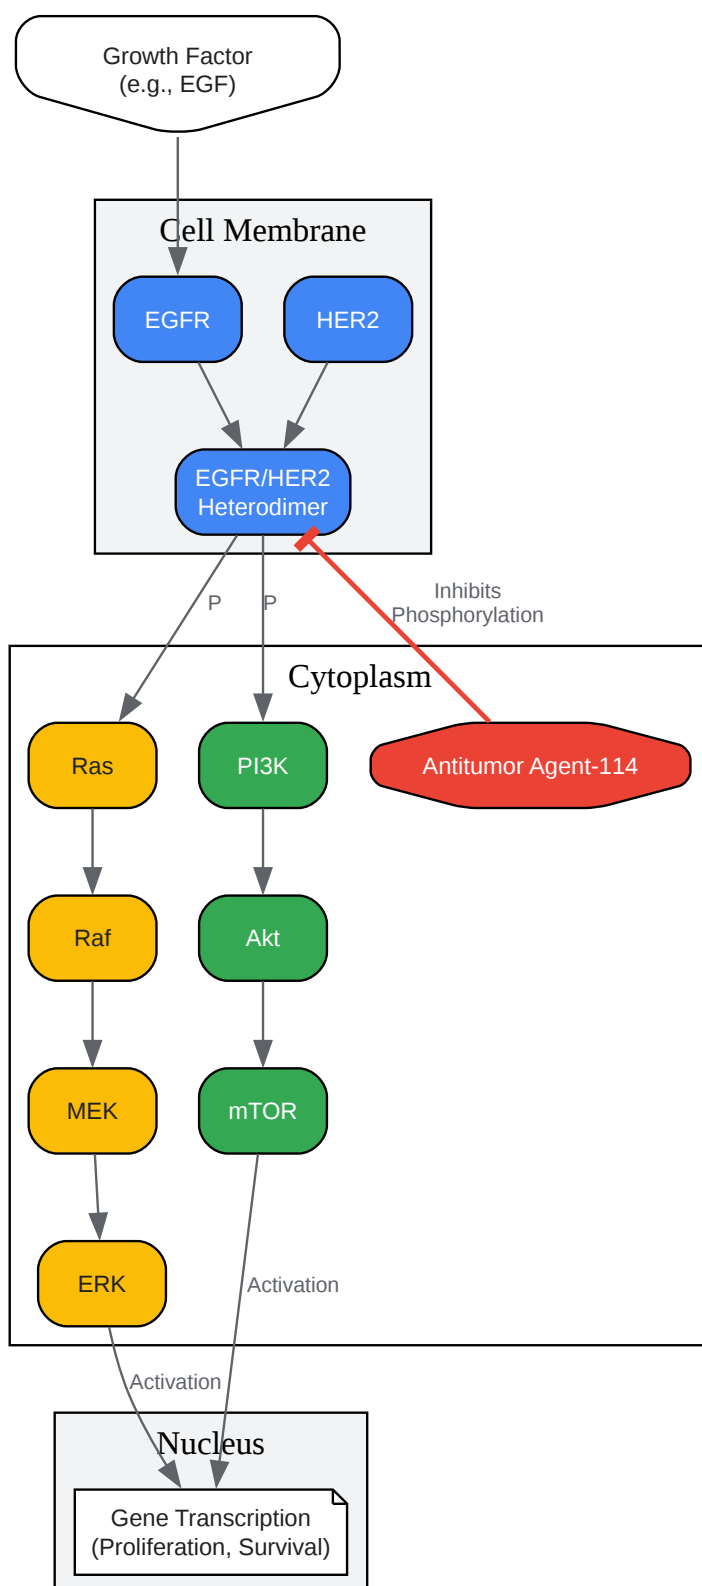 Growth Factor
(e.g., EGF)
Cell Membrane
EGFR
HER2
EGFR/HER2
Heterodimer
P
P
Inhibits
Phosphorylation
Cytoplasm
Ras
PI3K
Antitumor Agent-114
Raf
Akt
MEK
mTOR
ERK
Activation
Activation
Nucleus
Gene Transcription
(Proliferation, Survival)